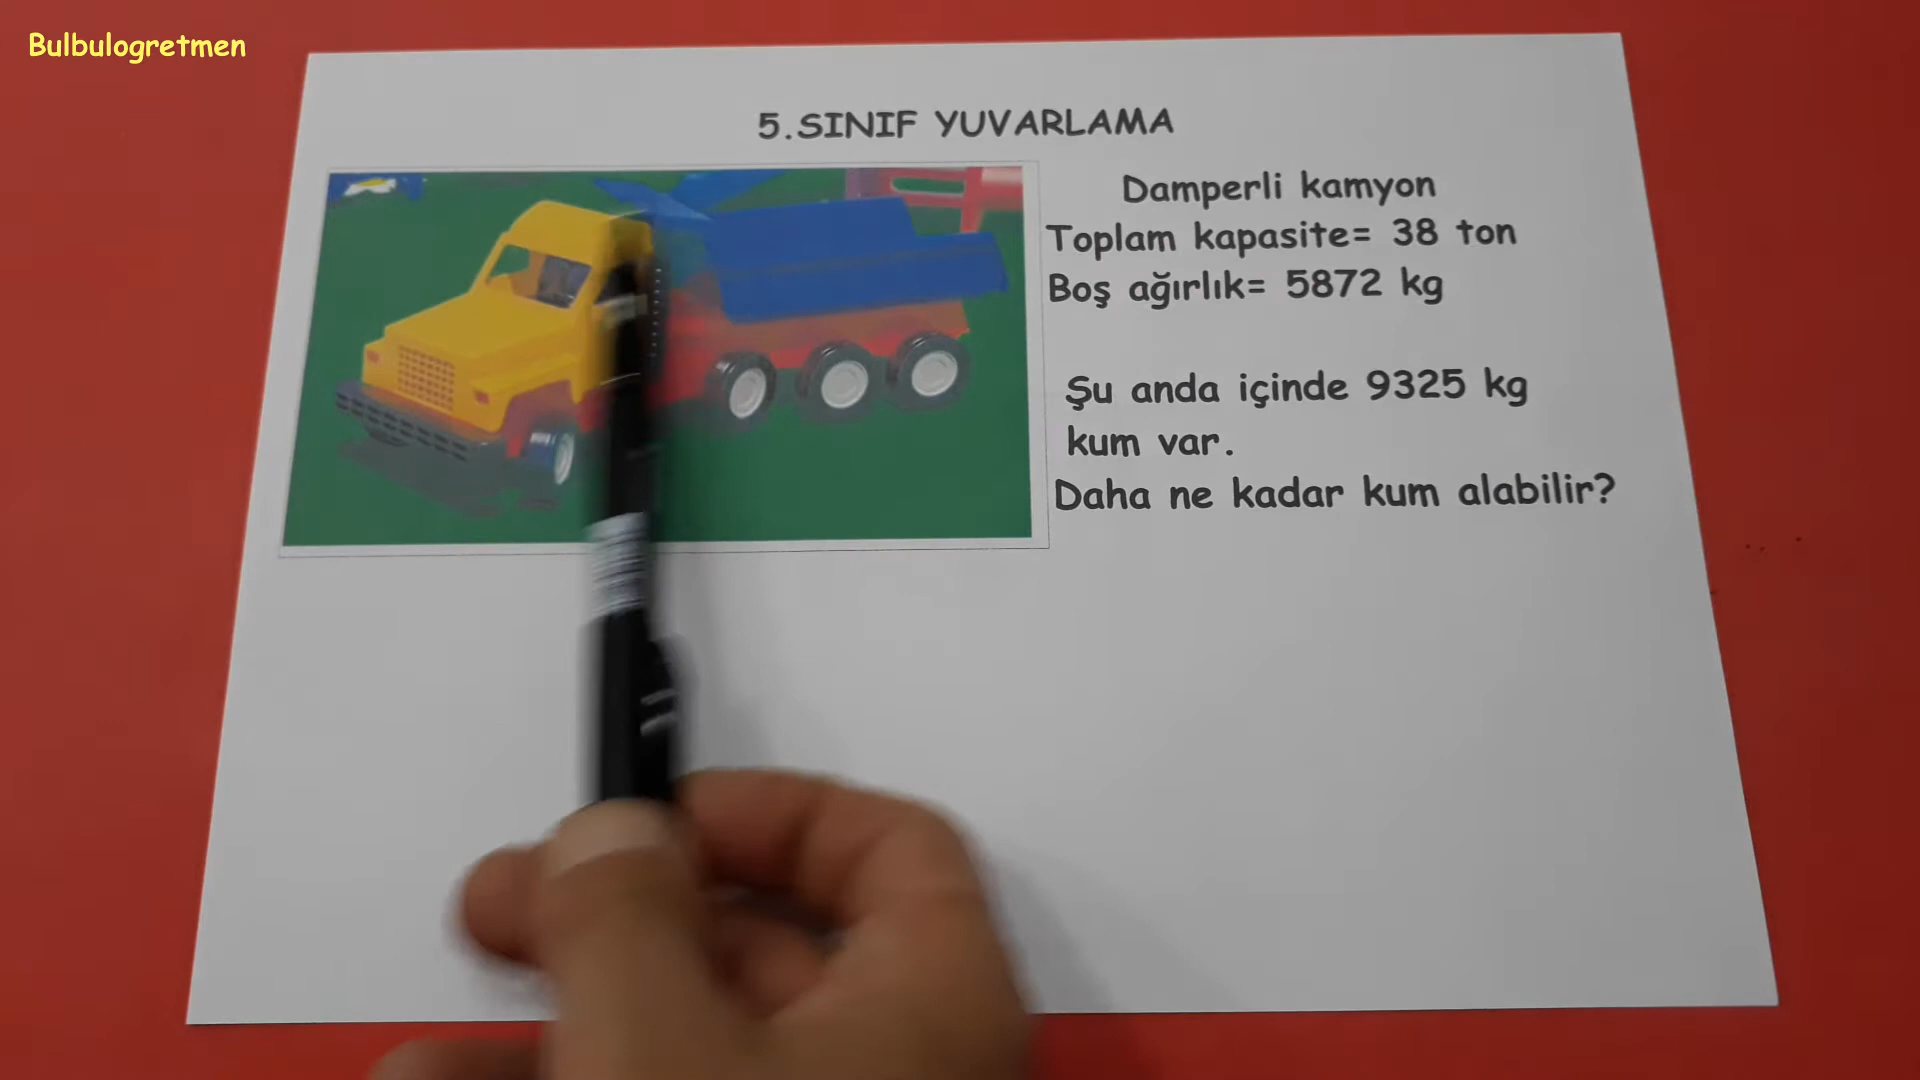 Bulbulogretmen
5.SINIF YUVARLAMA
Damperli kamyon
Toplam kapasite= 38 ton
Boş ağırlık= 5872 kg
Şu anda içinde 9325 kg
kum var.
Daha ne kadar kum alabilir?